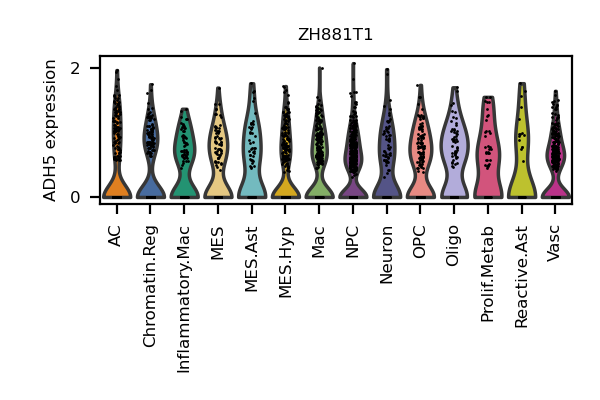 ZH881T1
ADH5 expression
2
0
AC
Chromatin.Reg
Inflammatory.Mac
MES
MES.Ast
MES.Hyp
Mac
NPC
Neuron
OPC
Oligo
Prolif.Metab
Reactive.Ast
Vasc